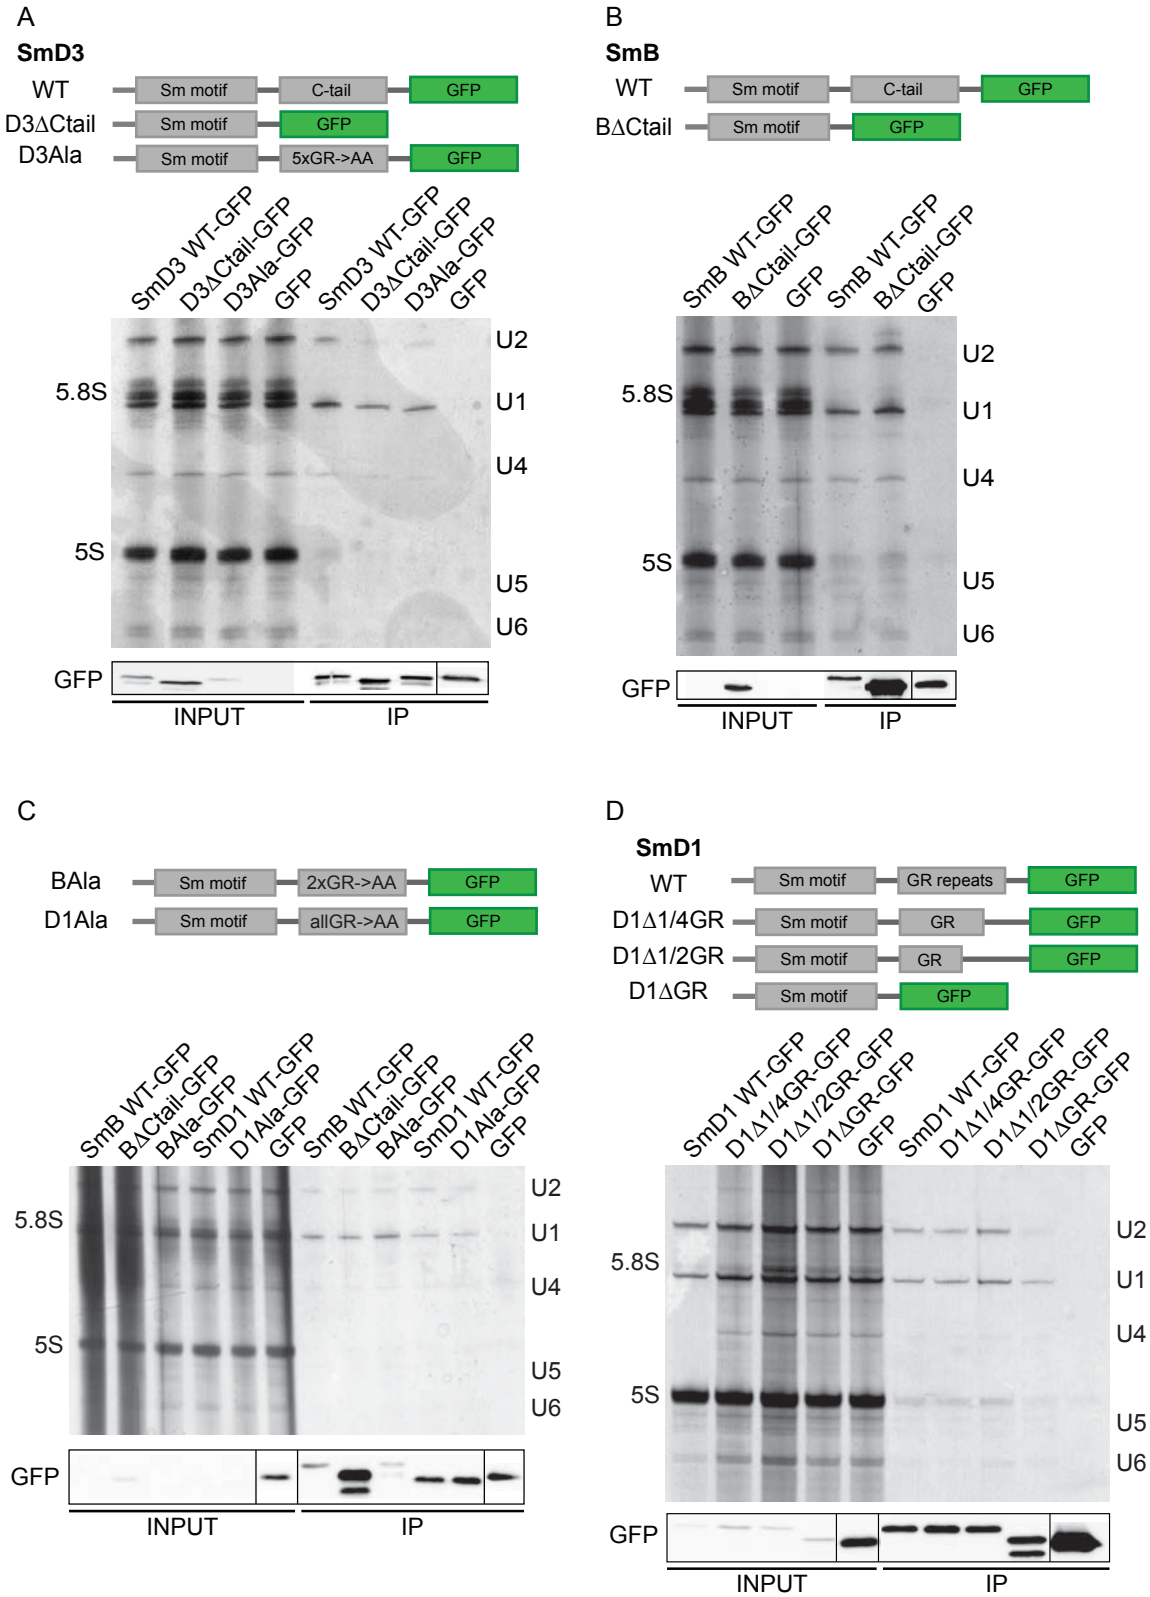 A
SmD3
WT Sm motif C-tail GFP
D3ΔCtail Sm motif GFP
D3Ala Sm motif 5xGR->AA GFP
SmD3 WT-GFP D3ΔCtail-GFP D3Ala-GFP GFP SmD3 WT-GFP D3ΔCtail-GFP D3Ala-GFP GFP
U2
5.8S U1
U4
5S
U5
U6
GFP
INPUT IP
B
SmB
WT Sm motif C-tail GFP
BΔCtail Sm motif GFP
SmB WT-GFP BΔCtail-GFP GFP SmB WT-GFP BΔCtail-GFP GFP
U2
5.8S
U1
U4
5S
U5
U6
GFP
INPUT IP
C
BAla Sm motif 2xGR->AA GFP
D1Ala Sm motif allGR->AA GFP
SmB WT-GFP BΔCtail-GFP BAla-GFP SmD1 WT-GFP D1Ala-GFP GFP SmB WT-GFP BΔCtail-GFP BAla-GFP SmD1 WT-GFP D1Ala-GFP GFP
U2
5.8S
U1
U4
5S
U5
U6
GFP
INPUT IP
D
SmD1
WT Sm motif GR repeats GFP
D1Δ1/4GR Sm motif GR GFP
D1Δ1/2GR Sm motif GR GFP
D1ΔGR Sm motif GFP
SmD1 WT-GFP D1Δ1/4GR-GFP D1Δ1/2GR-GFP D1ΔGR-GFP GFP SmD1 WT-GFP D1Δ1/4GR-GFP D1Δ1/2GR-GFP D1ΔGR-GFP GFP
U2
5.8S
U1
U4
5S
U5
U6
GFP
INPUT IP